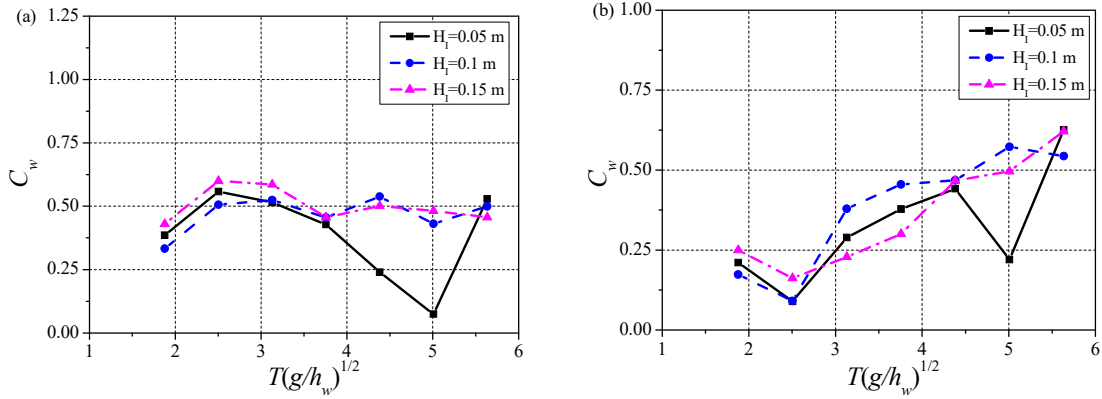 (a)
1.25
1.00
0.75
0.50
0.25
0.00
C_w
1 2 3 4 5 6
T(g/h_w)^{1/2}
H_I=0.05 m
H_I=0.1 m
H_I=0.15 m
(b)
1.00
0.75
0.50
0.25
0.00
C_w
1 2 3 4 5 6
T(g/h_w)^{1/2}
H_I=0.05 m
H_I=0.1 m
H_I=0.15 m